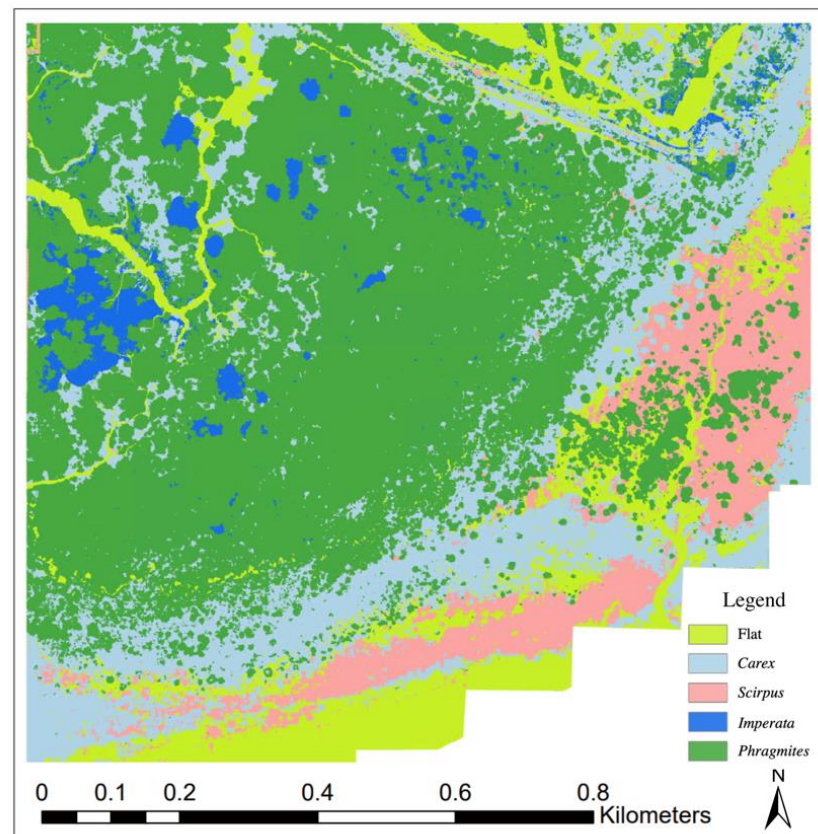 Legend
Flat
Carex
Scirpus
Imperata
Phragmites
N
0 0.1 0.2 0.4 0.6 0.8
Kilometers